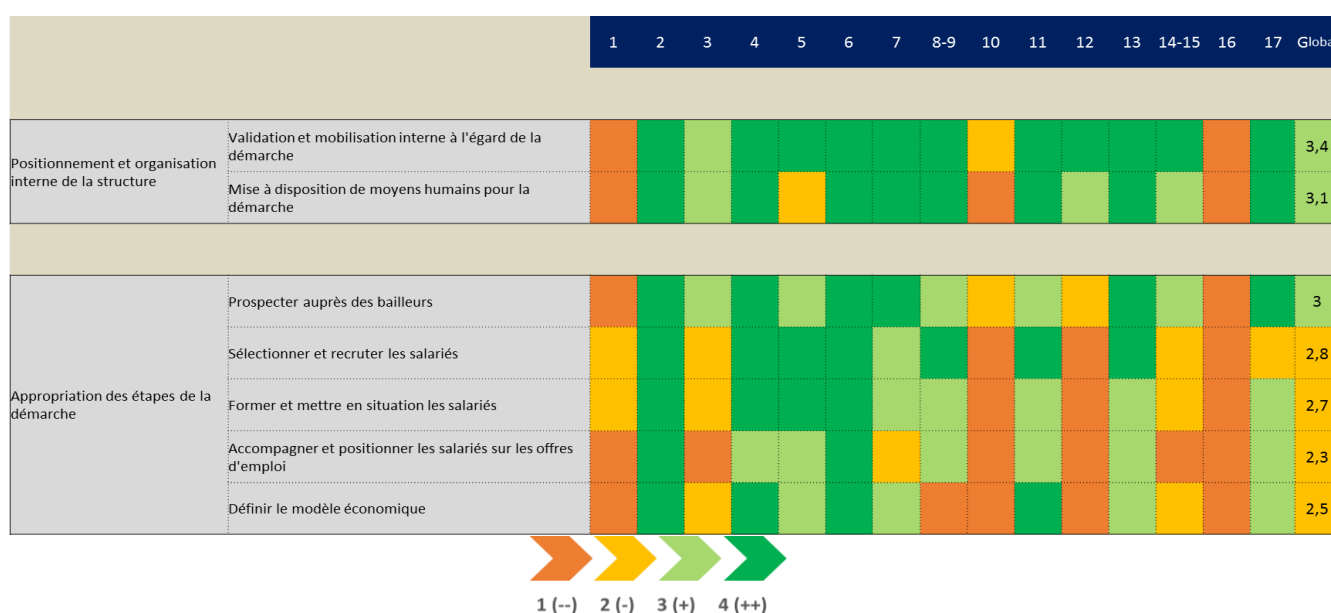 1 2 3 4 5 6 7 8-9 10 11 12 13 14-15 16 17 Globa
Positionnement et organisation
interne de la structure
Validation et mobilisation interne à l'égard de la
démarche
3,4
Mise à disposition de moyens humains pour la
démarche
3,1
Appropriation des étapes de la
démarche
Prospecter auprès des bailleurs
3
Sélectionner et recruter les salariés
2,8
Former et mettre en situation les salariés
2,7
Accompagner et positionner les salariés sur les offres
d'emploi
2,3
Définir le modèle économique
2,5
1 (--) 2 (-) 3 (+) 4 (++)